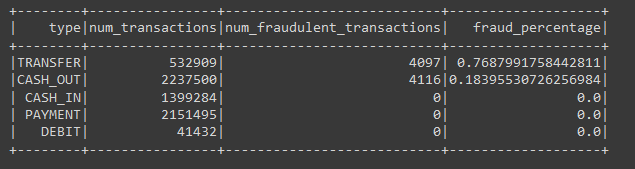 +--------+----------------+---------------------------+-------------------+
|    type|num_transactions|num_fraudulent_transactions|   fraud_percentage|
+--------+----------------+---------------------------+-------------------+
|TRANSFER|          532909|                       4097| 0.7687991758442811|
|CASH_OUT|         2237500|                       4116|0.18395530726256984|
| CASH_IN|         1399284|                          0|                0.0|
| PAYMENT|         2151495|                          0|                0.0|
|   DEBIT|           41432|                          0|                0.0|
+--------+----------------+---------------------------+-------------------+